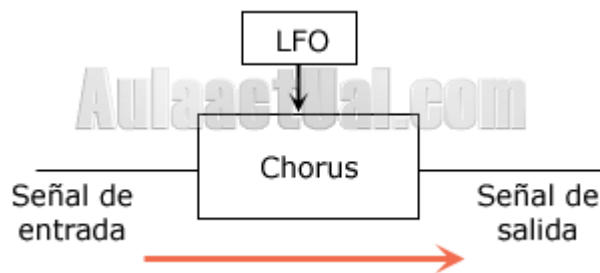 LFO
AulaactUal.com
Chorus
Señal de
entrada
Señal de
salida